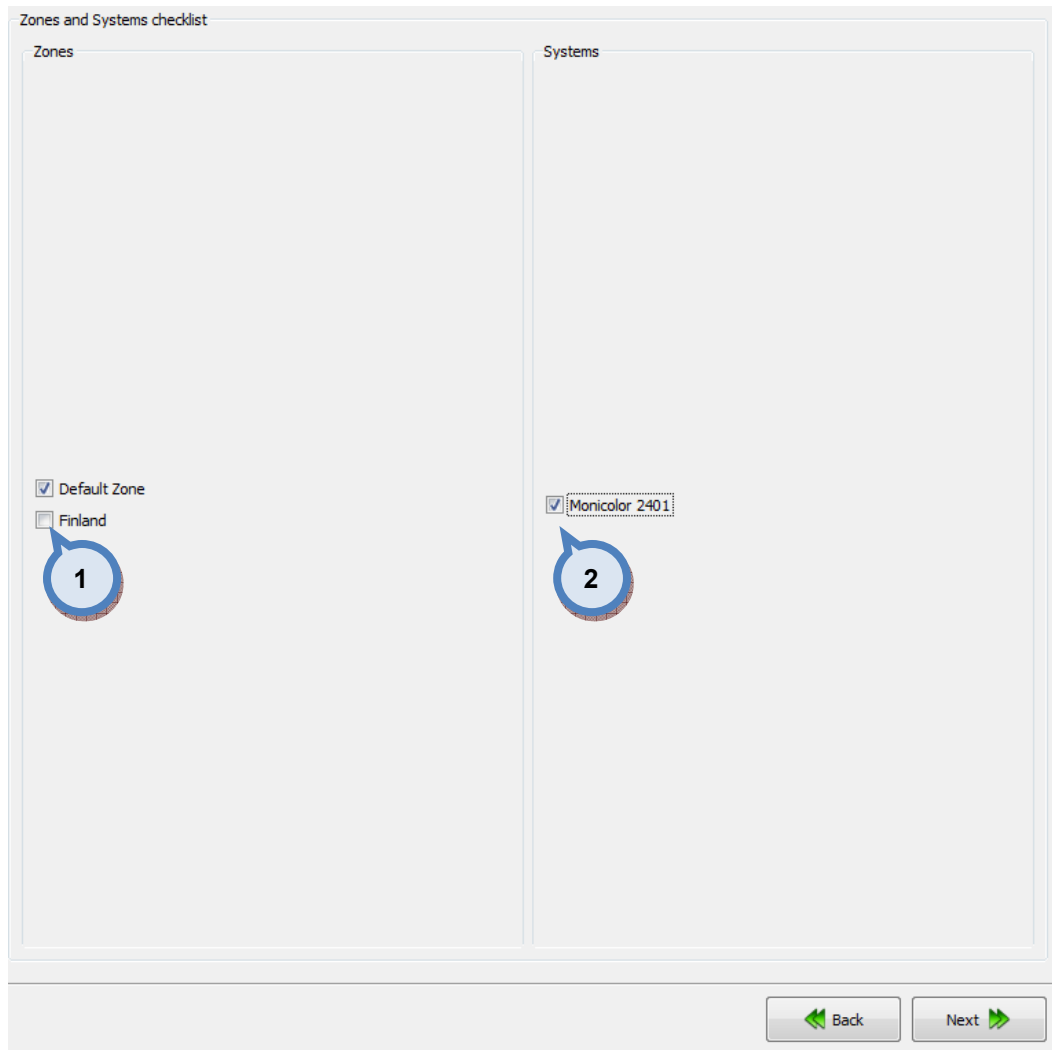 Zones and Systems checklist
Zones
Systems
Default Zone
Finland
Monicolor 2401
1
2
Back
Next